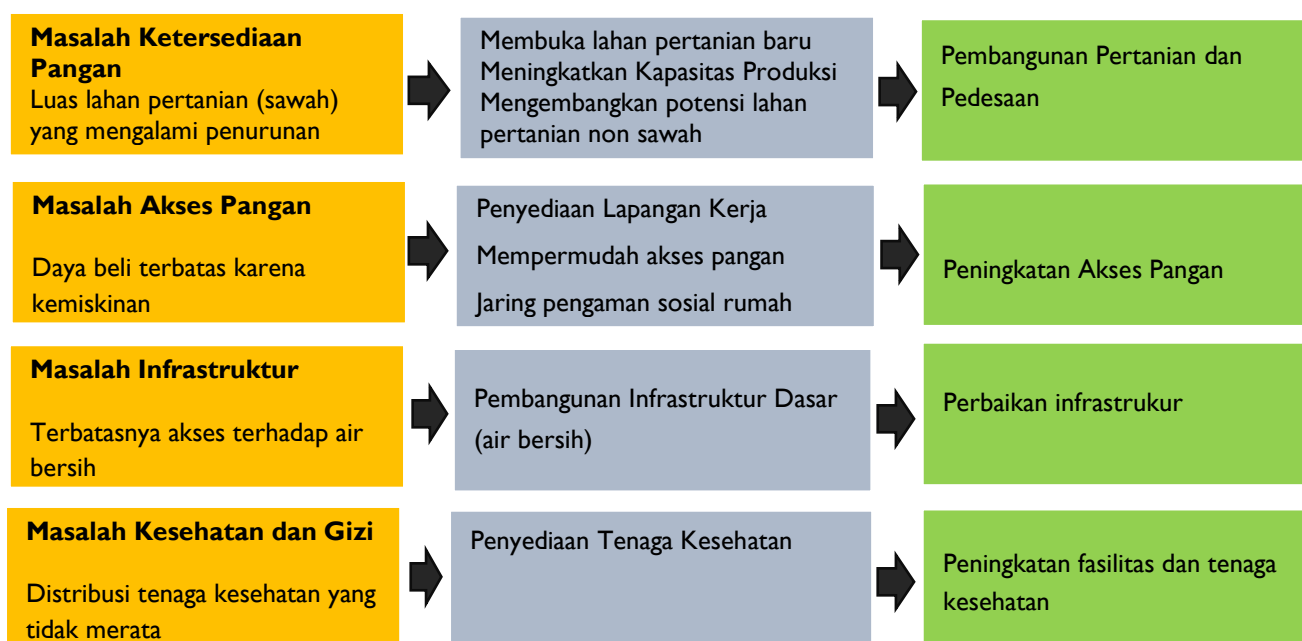 Masalah Ketersediaan
Pangan
Luas lahan pertanian (sawah)
yang mengalami penurunan
Membuka lahan pertanian baru
Meningkatkan Kapasitas Produksi
Mengembangkan potensi lahan
pertanian non sawah
Pembangunan Pertanian dan
Pedesaan
Masalah Akses Pangan
Daya beli terbatas karena
kemiskinan
Penyediaan Lapangan Kerja
Mempermudah akses pangan
Jaring pengaman sosial rumah
Peningkatan Akses Pangan
Masalah Infrastruktur
Terbatasnya akses terhadap air
bersih
Pembangunan Infrastruktur Dasar
(air bersih)
Perbaikan infrastrukur
Masalah Kesehatan dan Gizi
Distribusi tenaga kesehatan yang
tidak merata
Penyediaan Tenaga Kesehatan
Peningkatan fasilitas dan tenaga
kesehatan